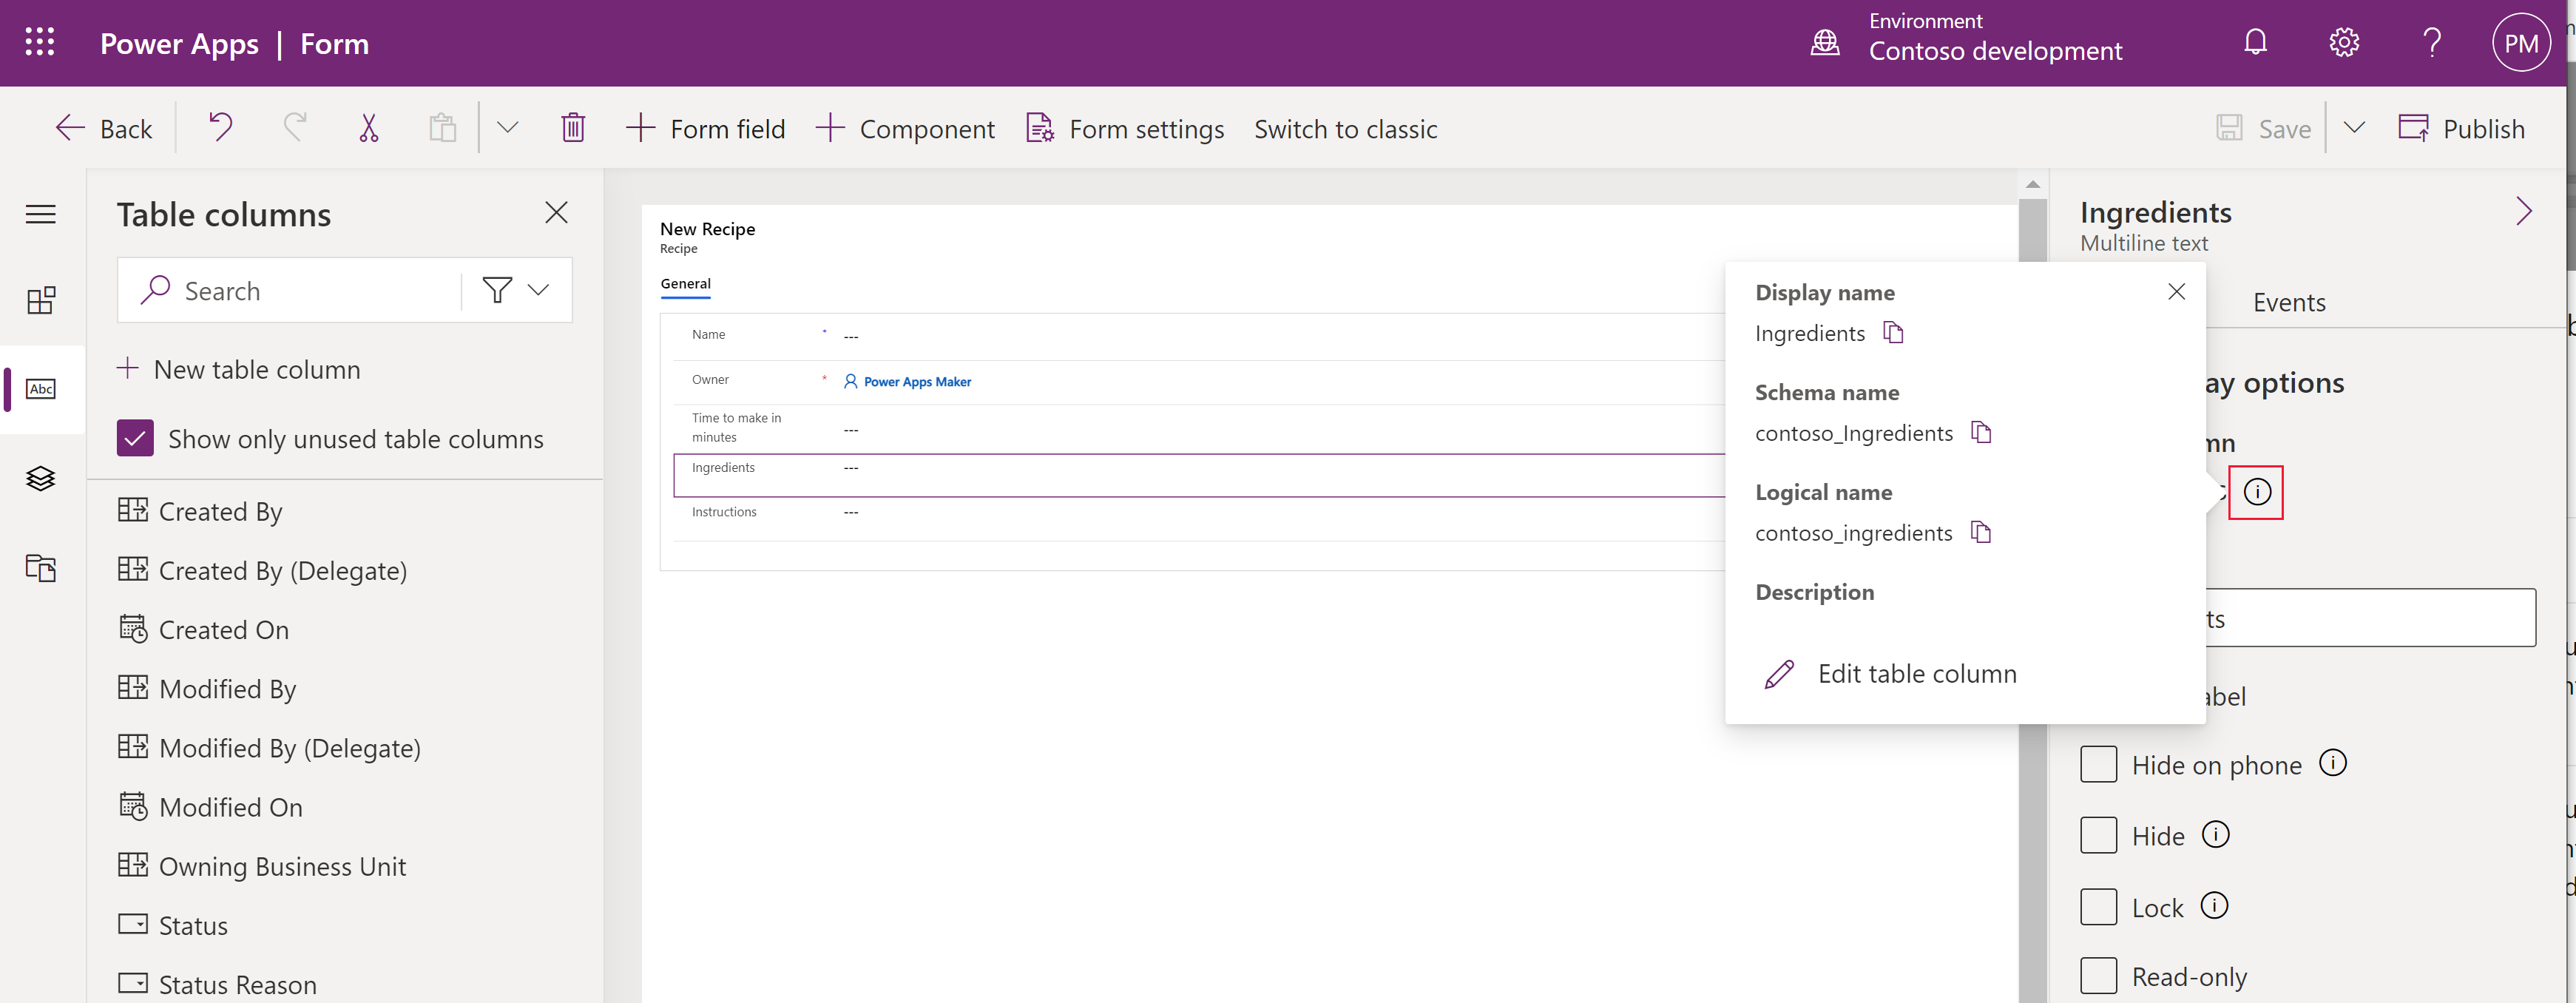 Power Apps | Form
Environment
Contoso development
PM
Back
Form field
Component
Form settings
Switch to classic
Save
Publish
Table columns
Search
New table column
Abc
Show only unused table columns
Created By
Created By (Delegate)
Created On
Modified By
Modified By (Delegate)
Modified On
Owning Business Unit
Status
Status Reason
New Recipe
Recipe
General
Name * ---
Owner * Power Apps Maker
Time to make in
minutes ---
Ingredients ---
Instructions ---
Display name
Ingredients
Schema name
contoso_Ingredients
Logical name
contoso_ingredients
Description
Edit table column
Ingredients
Multiline text
Events
ay options
mn
ts
abel
Hide on phone
Hide
Lock
Read-only